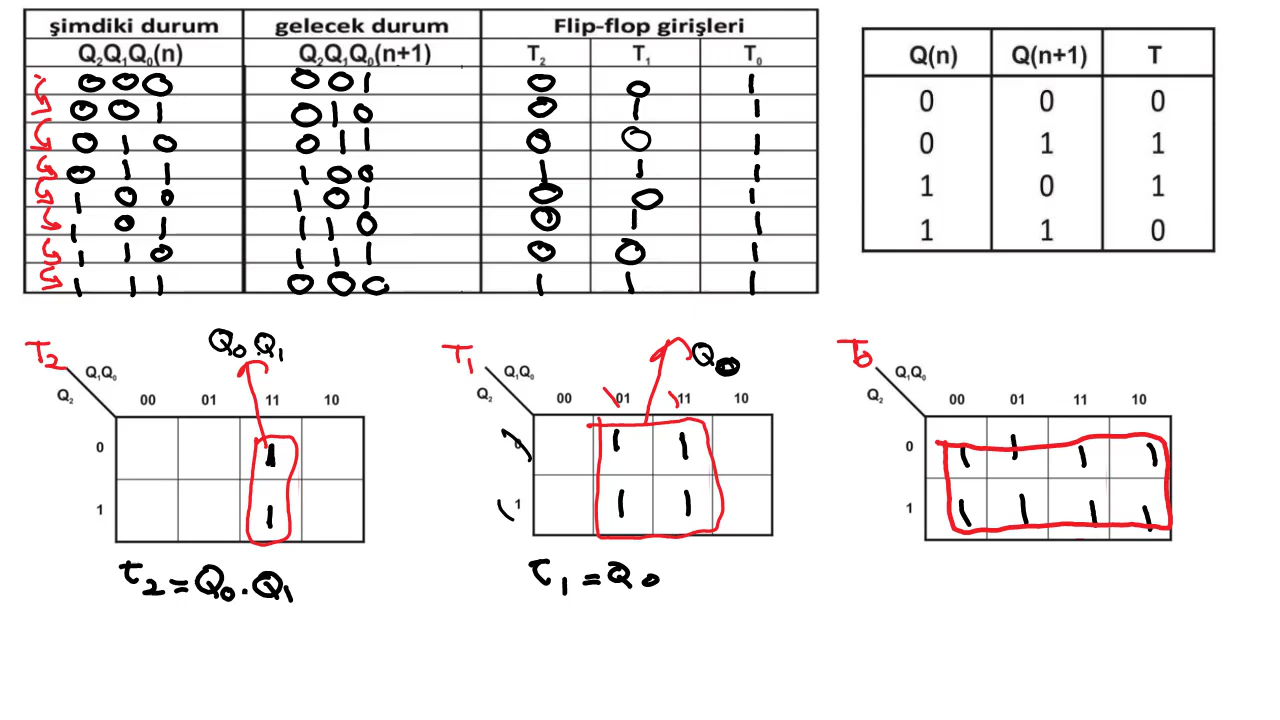 şimdiki durum gelecek durum Flip-flop girişleri
Q₂Q₁Q₀(n) Q₂Q₁Q₀(n+1) T₂ T₁ T₀
0 0 0 0 0 1 0 0 1
0 0 1 0 1 0 0 1 1
0 1 0 0 1 1 0 0 1
0 1 1 1 0 0 1 1 1
1 0 0 1 0 1 0 0 1
1 0 1 1 1 0 0 1 1
1 1 0 1 1 1 0 0 1
1 1 1 0 0 0 1 1 1
Q(n) Q(n+1) T
0 0 0
0 1 1
1 0 1
1 1 0
T₂
Q₀.Q₁
Q₁Q₀
Q₂ 00 01 11 10
0 1
1 1
T₂=Q₀.Q₁
T₁
Q₀
Q₁Q₀
Q₂ 00 01 11 10
0 1 1
1 1 1
T₁=Q₀
T₀
Q₁Q₀
Q₂ 00 01 11 10
0 1 1 1 1
1 1 1 1 1